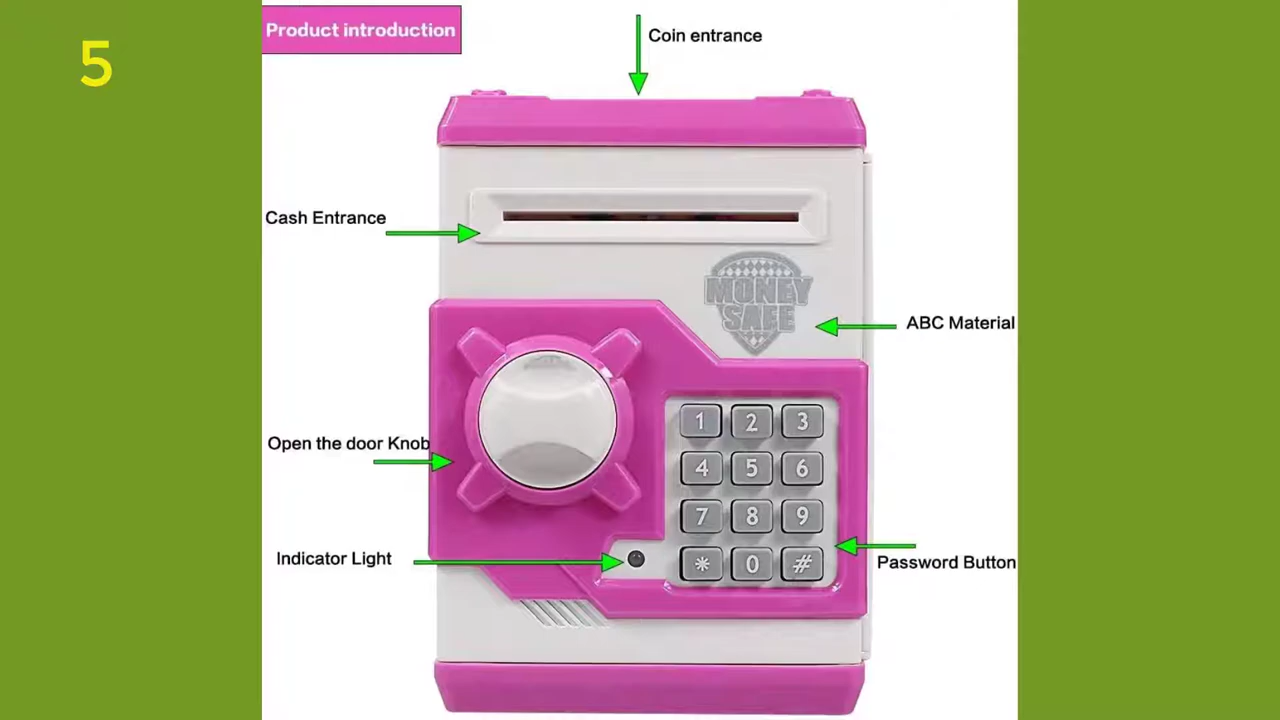 5
Product introduction
Coin entrance
Cash Entrance
MONEY
SAFE
ABC Material
Open the door Knob
1 2 3
4 5 6
7 8 9
* 0 #
Indicator Light
Password Button